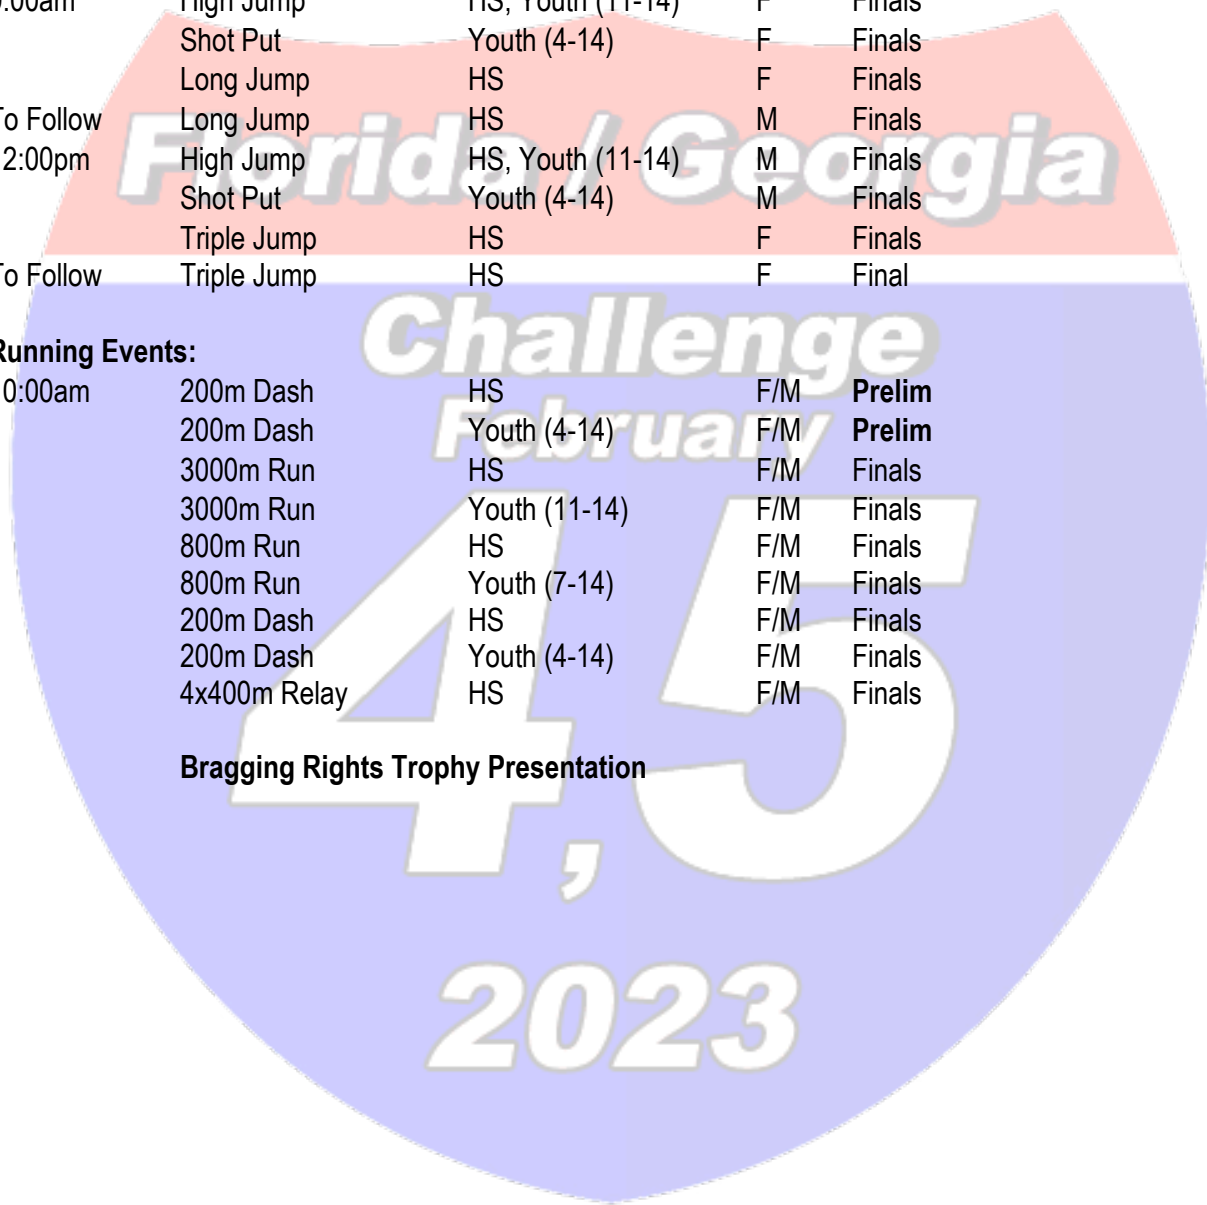 :00am High Jump HS, Youth (11-14) F Finals
Shot Put Youth (4-14) F Finals
Long Jump HS F Finals
To Follow Long Jump HS M Finals
2:00pm High Jump HS, Youth (11-14) M Finals
Shot Put Youth (4-14) M Finals
Triple Jump HS F Finals
To Follow Triple Jump HS F Final
Running Events:
0:00am 200m Dash HS F/M Prelim
200m Dash Youth (4-14) F/M Prelim
3000m Run HS F/M Finals
3000m Run Youth (11-14) F/M Finals
800m Run HS F/M Finals
800m Run Youth (7-14) F/M Finals
200m Dash HS F/M Finals
200m Dash Youth (4-14) F/M Finals
4x400m Relay HS F/M Finals
Bragging Rights Trophy Presentation
Florida / Georgia
Challenge
February
4,5
2023